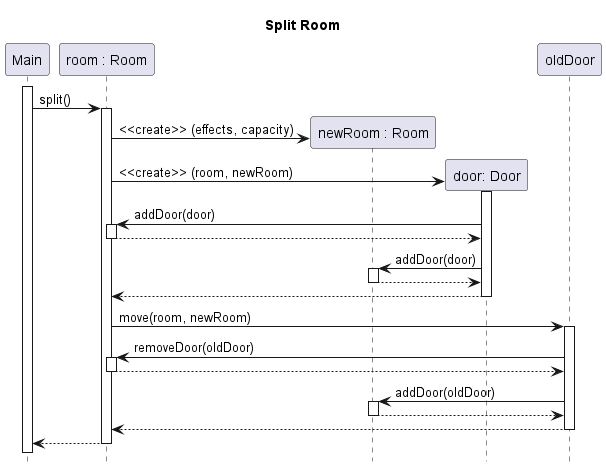 Split Room
Main
room : Room
oldDoor
split()
<<create>> (effects, capacity)
newRoom : Room
<<create>> (room, newRoom)
door: Door
addDoor(door)
addDoor(door)
move(room, newRoom)
removeDoor(oldDoor)
addDoor(oldDoor)